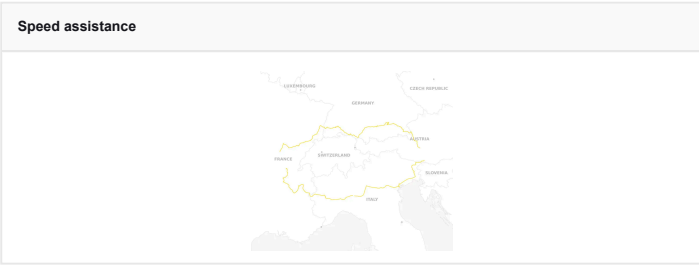 Speed assistance
LUXEMBOURG
CZECH REPUBLIC
GERMANY
AUSTRIA
FRANCE
SWITZERLAND
SLOVENIA
ITALY